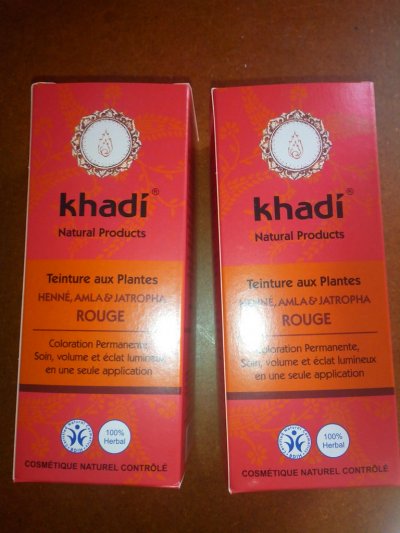 khadí®
Natural Products
Teinture aux Plantes
HENNÉ, AMLA & JATROPHA
ROUGE
Coloration Permanente,
Soin, volume et éclat lumineux
en une seule application
100%
Herbal
COSMÉTIQUE NATUREL CONTRÔLÉ
khadí®
Natural Products
Teinture aux Plantes
HENNÉ, AMLA & JATROPHA
ROUGE
Coloration Permanente,
Soin, volume et éclat lumineux
en une seule application
100%
Herbal
COSMÉTIQUE NATUREL CONTRÔLÉ